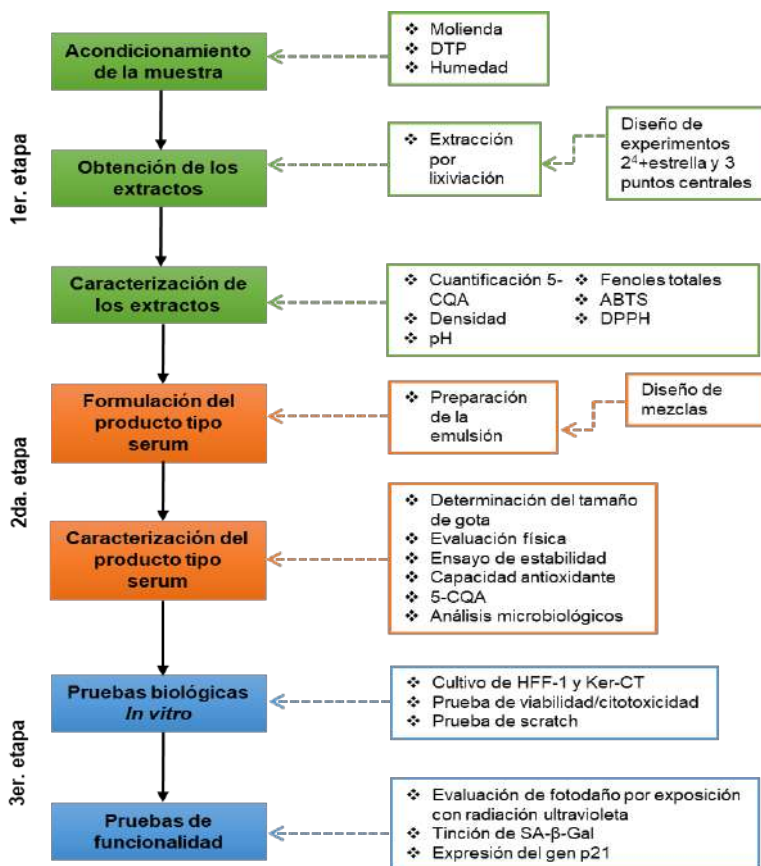 Acondicionamiento
de la muestra
❖ Molienda
❖ DTP
❖ Humedad
1er. etapa
Obtención de los
extractos
❖ Extracción
por
lixiviación
Diseño de
experimentos
2⁴+estrella y 3
puntos centrales
Caracterización de
los extractos
❖ Cuantificación 5-
CQA
❖ Densidad
❖ pH
❖ Fenoles totales
❖ ABTS
❖ DPPH
2da. etapa
Formulación del
producto tipo
serum
❖ Preparación
de la
emulsión
Diseño de
mezclas
Caracterización del
producto tipo
serum
❖ Determinación del tamaño
de gota
❖ Evaluación física
❖ Ensayo de estabilidad
❖ Capacidad antioxidante
❖ 5-CQA
❖ Análisis microbiológicos
3er. etapa
Pruebas biológicas
In vitro
❖ Cultivo de HFF-1 y Ker-CT
❖ Prueba de viabilidad/citotoxicidad
❖ Prueba de scratch
Pruebas de
funcionalidad
❖ Evaluación de fotodaño por exposición
con radiación ultravioleta
❖ Tinción de SA-β-Gal
❖ Expresión del gen p21